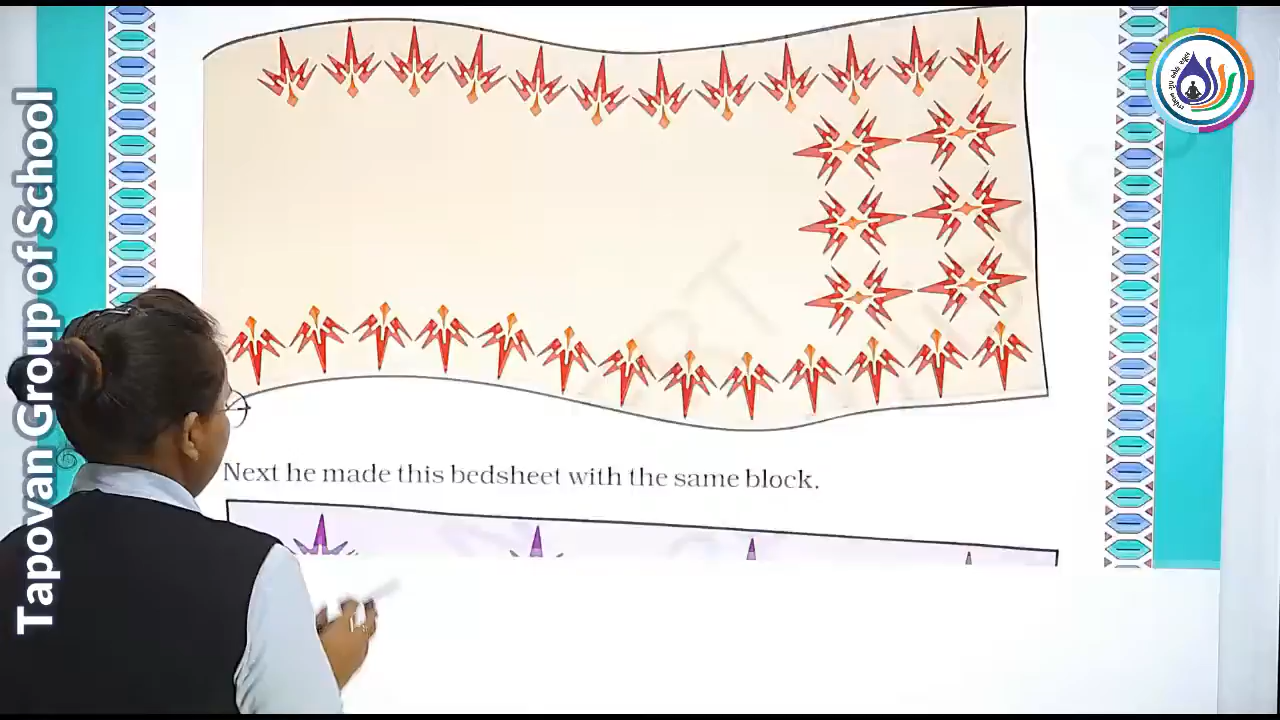 Tapovan Group of School
Next he made this bedsheet with the same block.